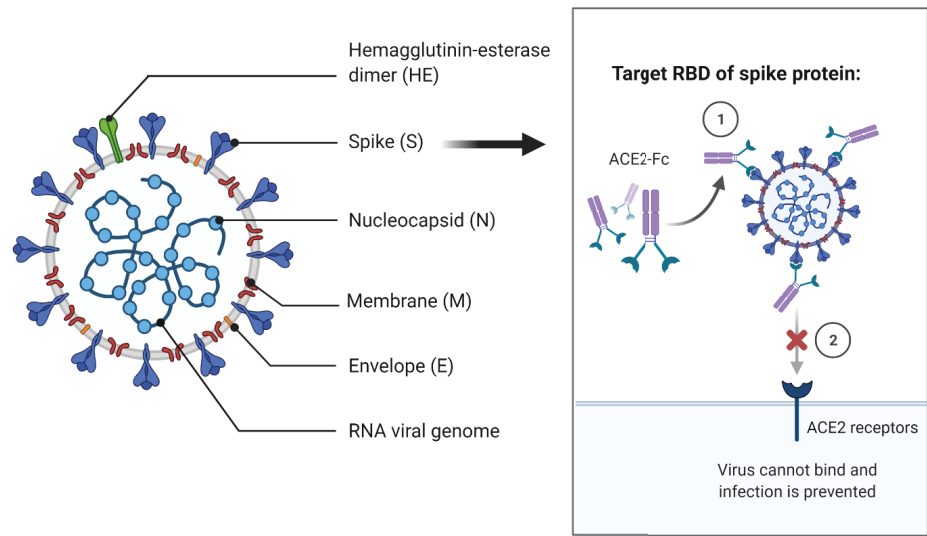 Hemagglutinin-esterase
dimer (HE)
Spike (S)
Nucleocapsid (N)
Membrane (M)
Envelope (E)
RNA viral genome
Target RBD of spike protein:
1
ACE2-Fc
2
ACE2 receptors
Virus cannot bind and
infection is prevented